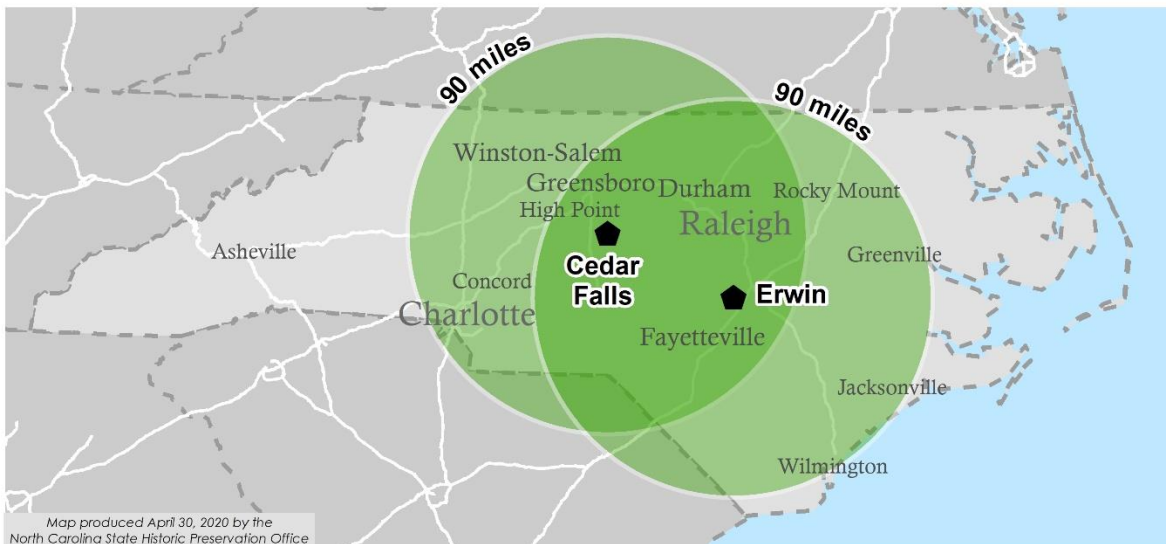 90 miles
90 miles
Winston-Salem
Greensboro
Durham
Rocky Mount
High Point
Raleigh
Asheville
Greenville
Cedar
Falls
Concord
Erwin
Charlotte
Fayetteville
Jacksonville
Wilmington
Map produced April 30, 2020 by the
North Carolina State Historic Preservation Office